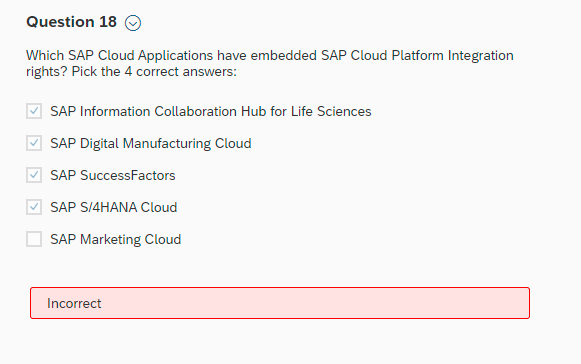 Question 18
Which SAP Cloud Applications have embedded SAP Cloud Platform Integration
rights? Pick the 4 correct answers:
SAP Information Collaboration Hub for Life Sciences
SAP Digital Manufacturing Cloud
SAP SuccessFactors
SAP S/4HANA Cloud
SAP Marketing Cloud
Incorrect